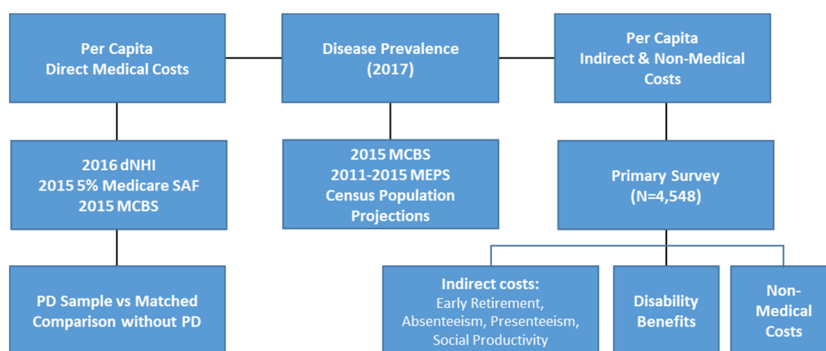 Per Capita
Direct Medical Costs
Disease Prevalence
(2017)
Per Capita
Indirect & Non-Medical
Costs
2016 dNHI
2015 5% Medicare SAF
2015 MCBS
2015 MCBS
2011-2015 MEPS
Census Population
Projections
Primary Survey
(N=4,548)
PD Sample vs Matched
Comparison without PD
Indirect costs:
Early Retirement,
Absenteeism, Presenteeism,
Social Productivity
Disability
Benefits
Non-
Medical
Costs